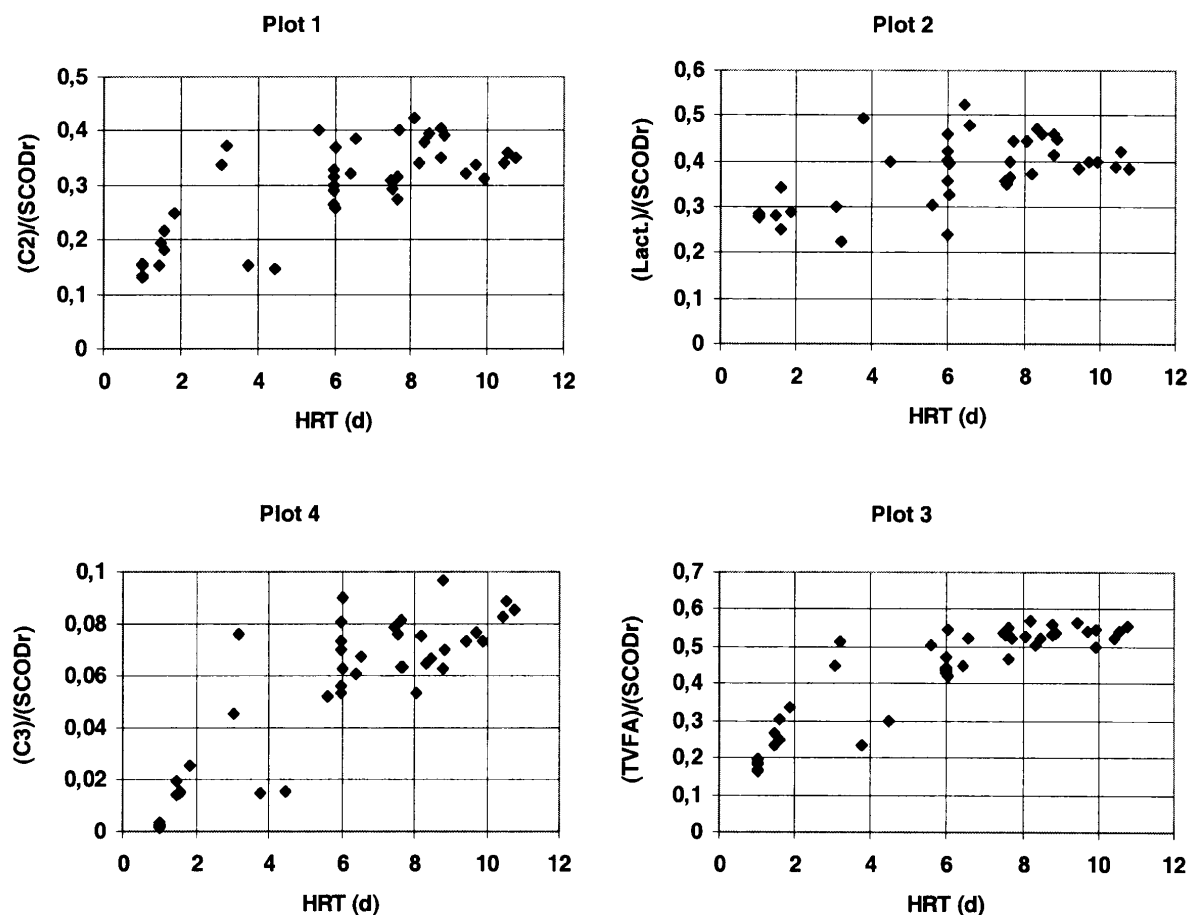 Plot 1
0,5
0,4
0,3
0,2
0,1
0
(C2)/(SCODr)
0 2 4 6 8 10 12
HRT (d)
Plot 2
0,6
0,5
0,4
0,3
0,2
0,1
0
(Lact.)/(SCODr)
0 2 4 6 8 10 12
HRT (d)
Plot 4
0,1
0,08
0,06
0,04
0,02
0
(C3)/(SCODr)
0 2 4 6 8 10 12
HRT (d)
Plot 3
0,7
0,6
0,5
0,4
0,3
0,2
0,1
0
(TVFA)/(SCODr)
0 2 4 6 8 10 12
HRT (d)